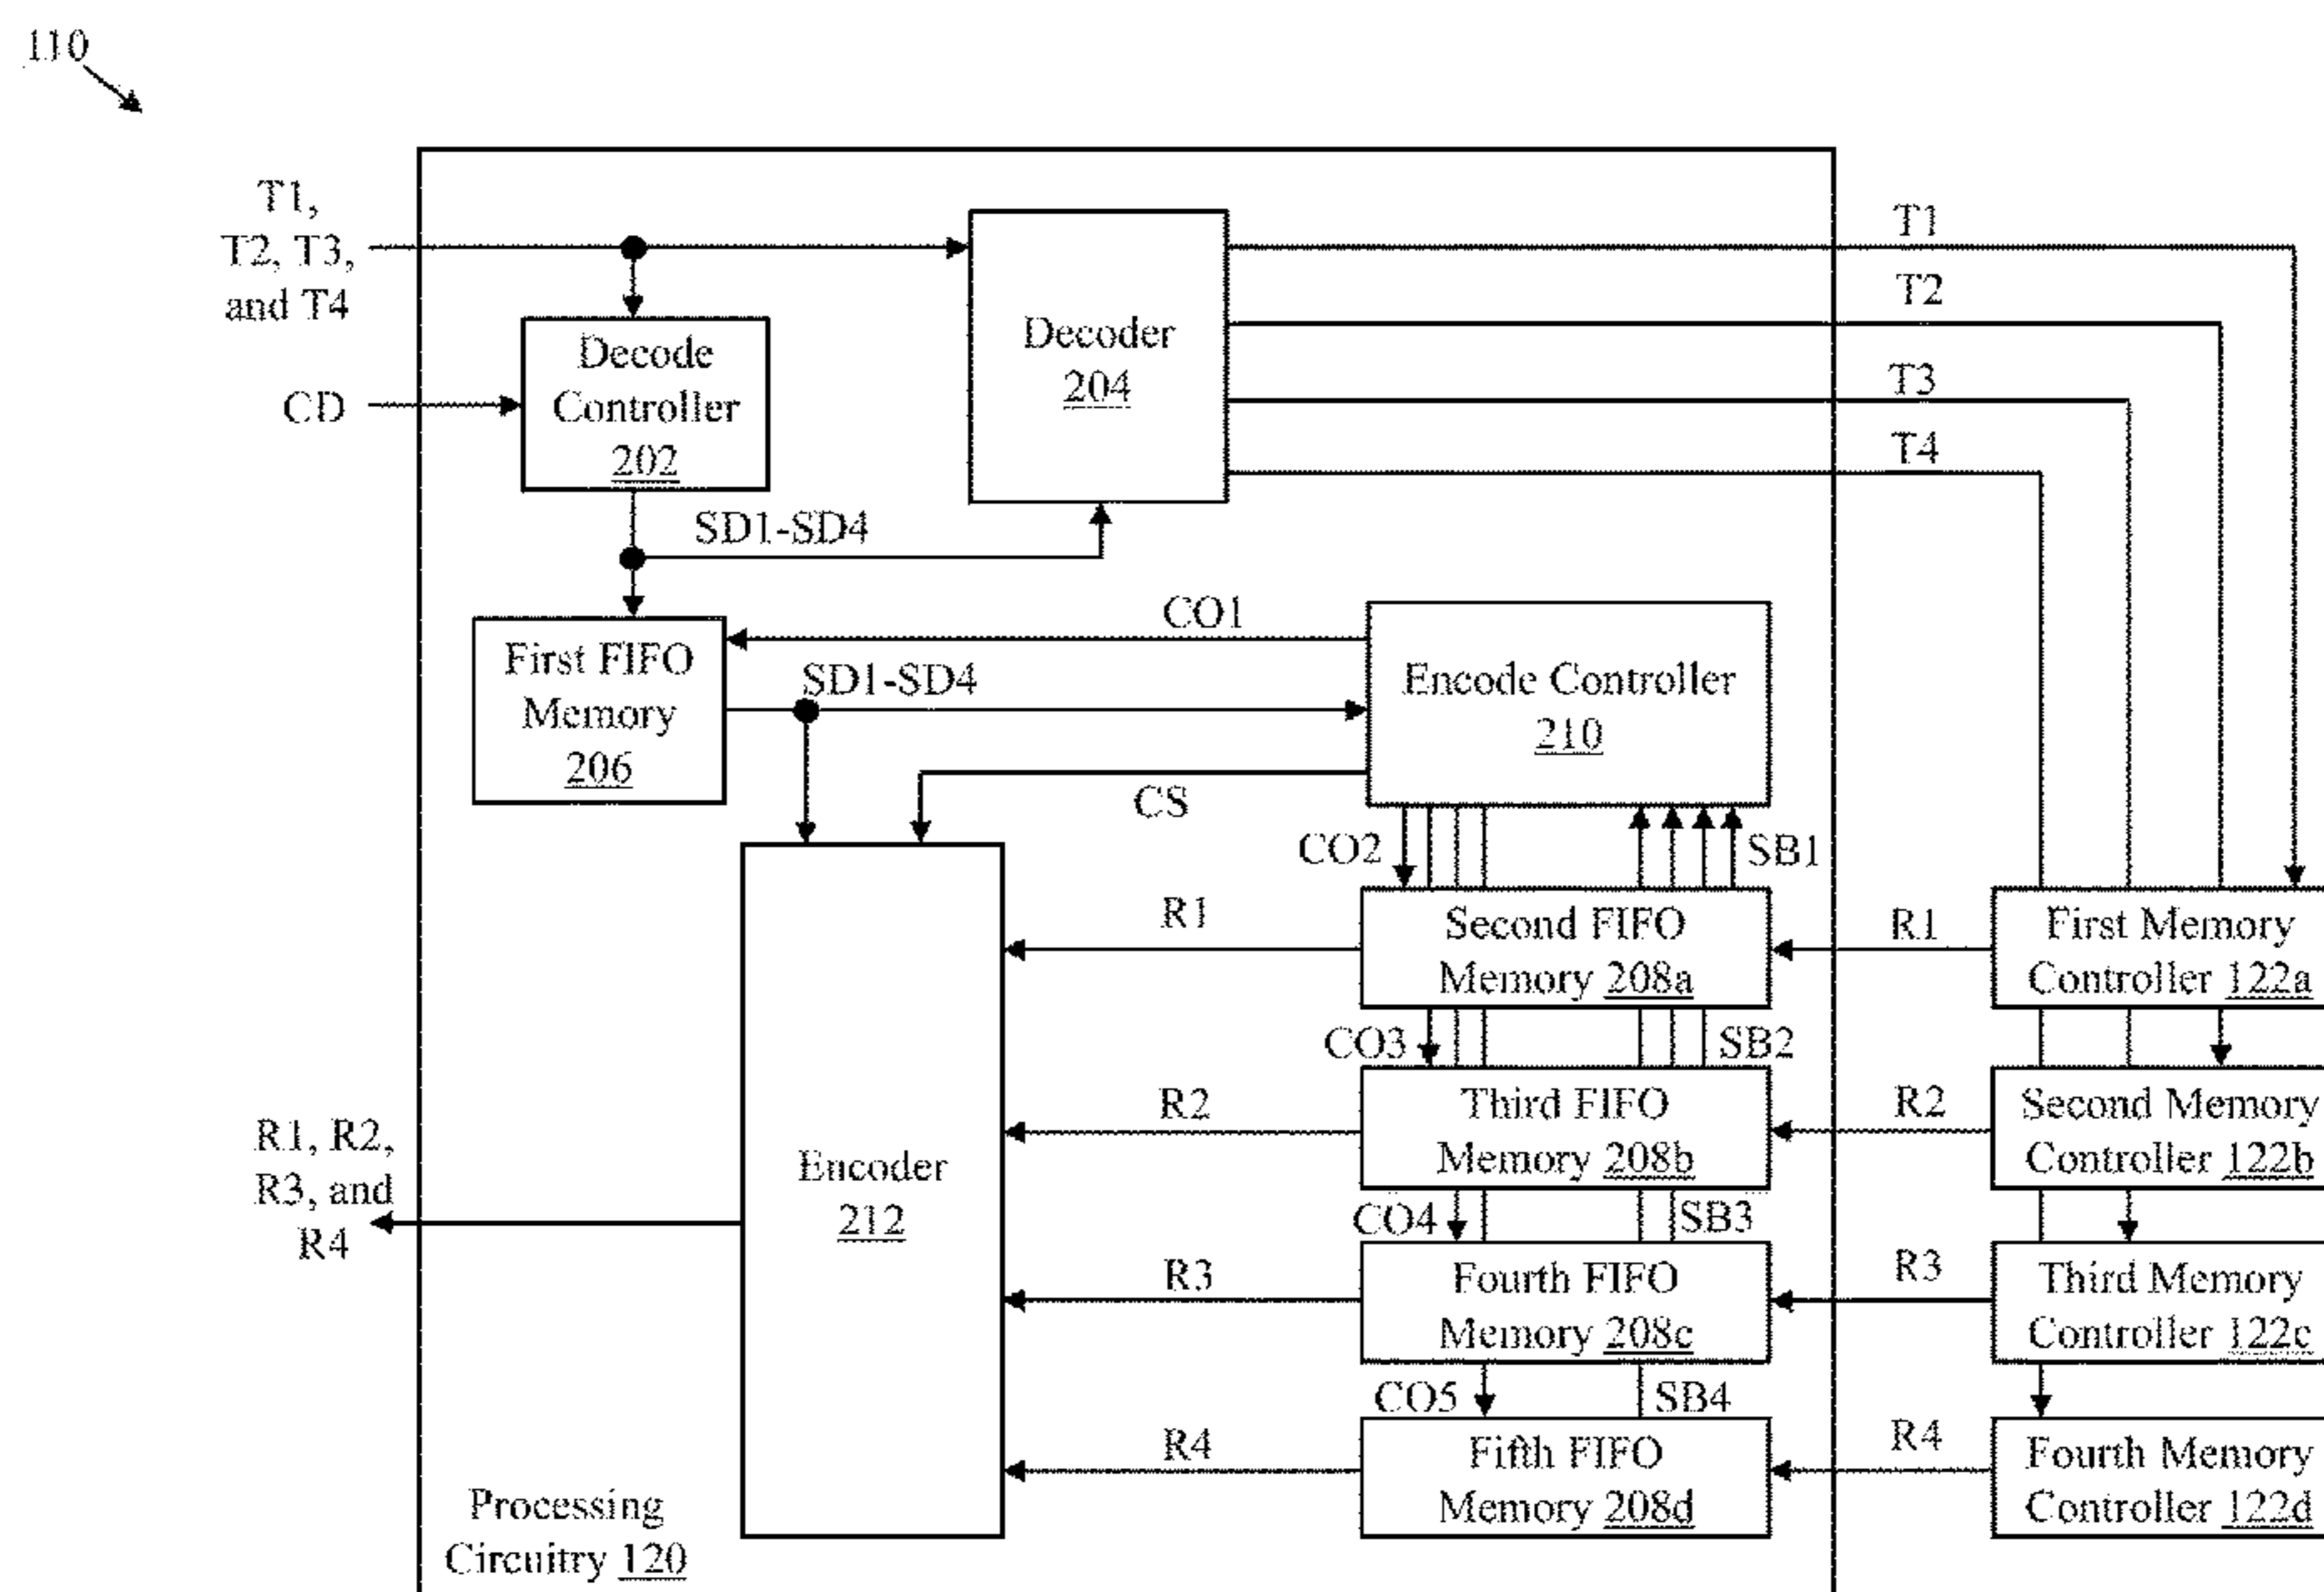 110
T1,
T2, T3,
and T4
CD
Decode
Controller
202
Decoder
204
T1
T2
T3
T4
SD1-SD4
First FIFO
Memory
206
CO1
SD1-SD4
CS
Encode Controller
210
CO2
SB1
R1
Second FIFO
Memory 208a
R1
First Memory
Controller 122a
CO3
SB2
R2
Third FIFO
Memory 208b
R2
Second Memory
Controller 122b
R1, R2,
R3, and
R4
Encoder
212
CO4
SB3
R3
Fourth FIFO
Memory 208c
R3
Third Memory
Controller 122c
CO5
SB4
R4
Fifth FIFO
Memory 208d
R4
Fourth Memory
Controller 122d
Processing
Circuitry 120